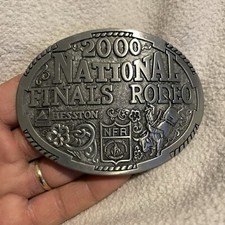 2000
NATIONAL
FINALS RODEO
HESSTON
NFR